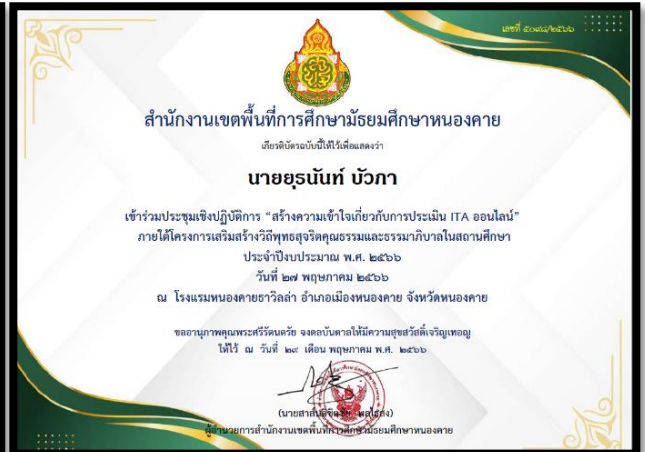 เลขที่ ๕๐๙๘/๒๕๖๖
สำนักงานเขตพื้นที่การศึกษามัธยมศึกษาหนองคาย
เกียรติบัตรฉบับนี้ให้ไว้เพื่อแสดงว่า
นายยุรนันท์ บัวภา
เข้าร่วมประชุมเชิงปฏิบัติการ “สร้างความเข้าใจเกี่ยวกับการประเมิน ITA ออนไลน์”
ภายใต้โครงการเสริมสร้างวิถีพุทธสุจริตคุณธรรมและธรรมาภิบาลในสถานศึกษา
ประจำปีงบประมาณ พ.ศ. ๒๕๖๖
วันที่ ๒๗ พฤษภาคม ๒๕๖๖
ณ โรงแรมหนองคายธาวิลล่า อำเภอเมืองหนองคาย จังหวัดหนองคาย
ขออานุภาพคุณพระศรีรัตนตรัย จงดลบันดาลให้มีความสุขสวัสดิ์เจริญเทอญ
ให้ไว้ ณ วันที่ ๒๙ เดือน พฤษภาคม พ.ศ. ๒๕๖๖
ผู้อำนวยการสำนักงานเขตพื้นที่การศึกษามัธยมศึกษาหนองคาย